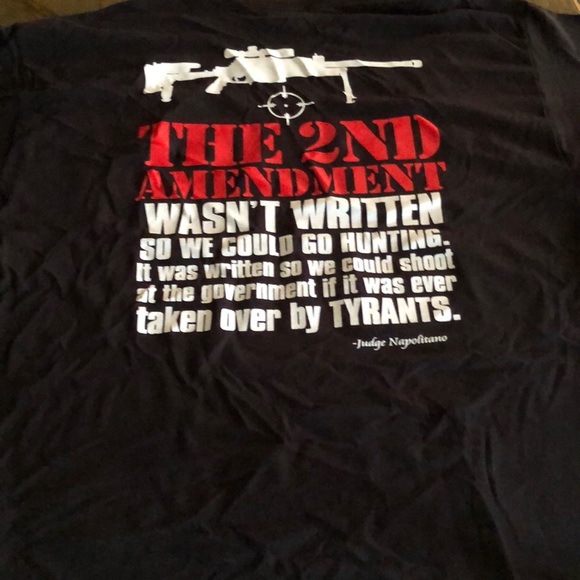 THE 2ND
AMENDMENT
WASN'T WRITTEN
SO WE COULD GO HUNTING.
It was written so we could shoot
at the government if it was ever
taken over by TYRANTS.
-Judge Napolitano